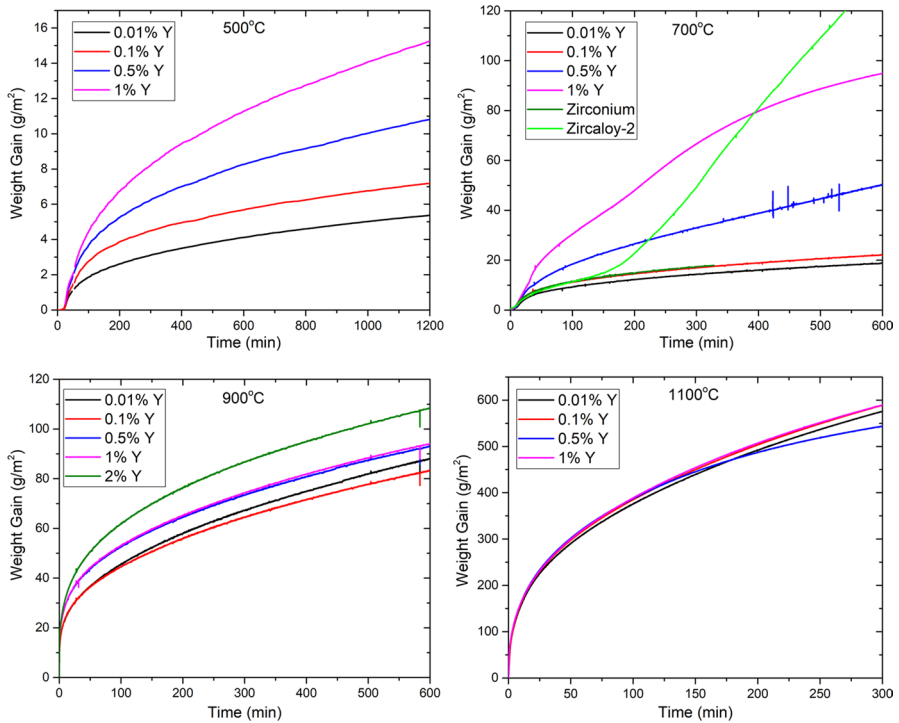 500°C
0.01% Y
0.1% Y
0.5% Y
1% Y
16
14
12
10
8
6
4
2
0
Weight Gain (g/m²)
0 200 400 600 800 1000 1200
Time (min)
700°C
0.01% Y
0.1% Y
0.5% Y
1% Y
Zirconium
Zircaloy-2
120
100
80
60
40
20
0
Weight Gain (g/m²)
0 100 200 300 400 500 600
Time (min)
900°C
0.01% Y
0.1% Y
0.5% Y
1% Y
2% Y
120
100
80
60
40
20
0
Weight Gain (g/m²)
0 100 200 300 400 500 600
Time (min)
1100°C
0.01% Y
0.1% Y
0.5% Y
1% Y
600
500
400
300
200
100
0
Weight Gain (g/m²)
0 50 100 150 200 250 300
Time (min)